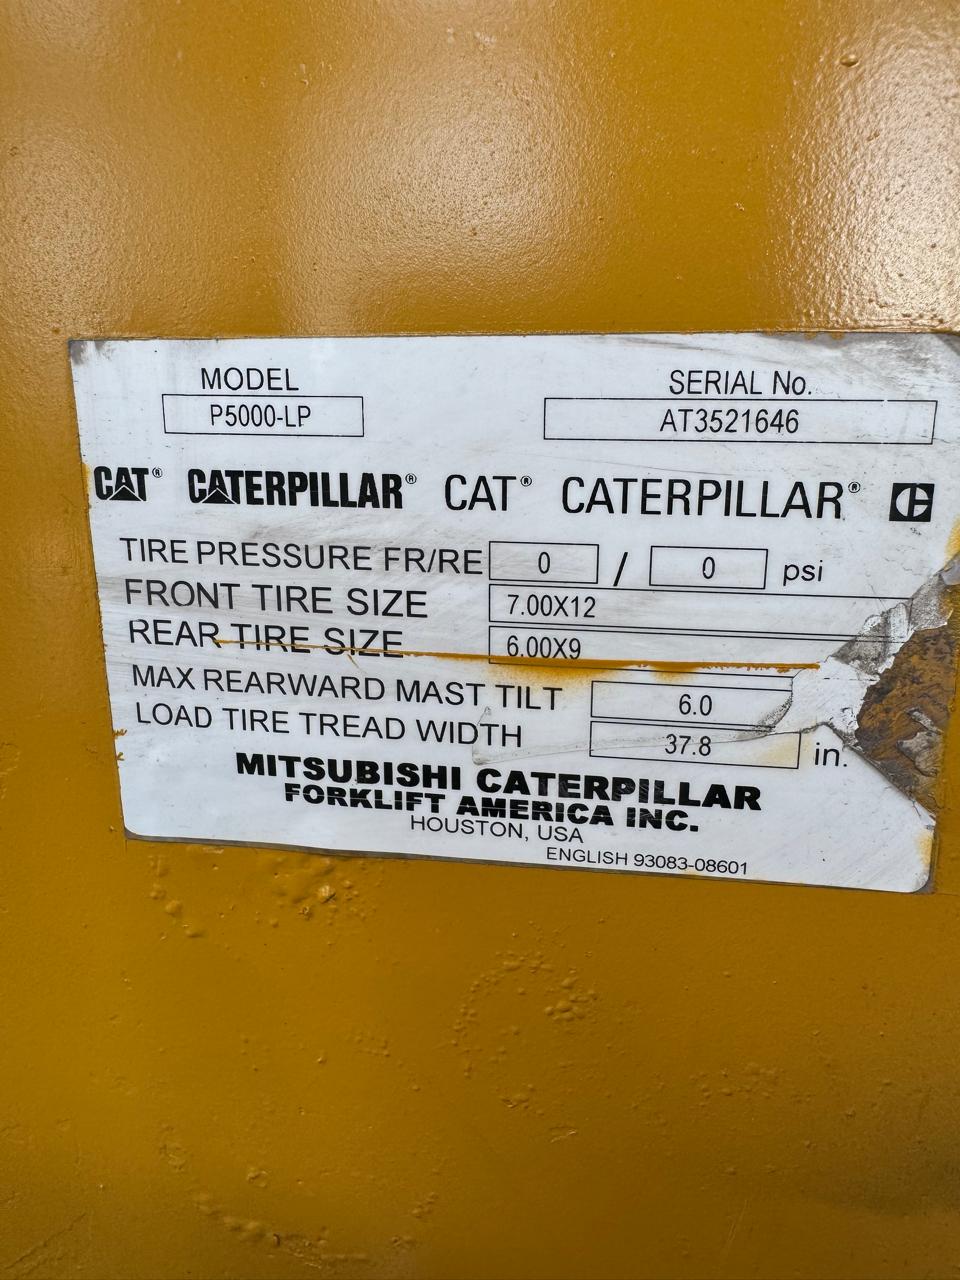 MODEL SERIAL No.
P5000-LP AT3521646
CAT® CATERPILLAR® CAT® CATERPILLAR®
TIRE PRESSURE FR/RE 0 / 0 psi
FRONT TIRE SIZE 7.00X12
REAR TIRE SIZE 6.00X9
MAX REARWARD MAST TILT 6.0
LOAD TIRE TREAD WIDTH 37.8 in.
MITSUBISHI CATERPILLAR
FORKLIFT AMERICA INC.
HOUSTON, USA
ENGLISH 93083-08601